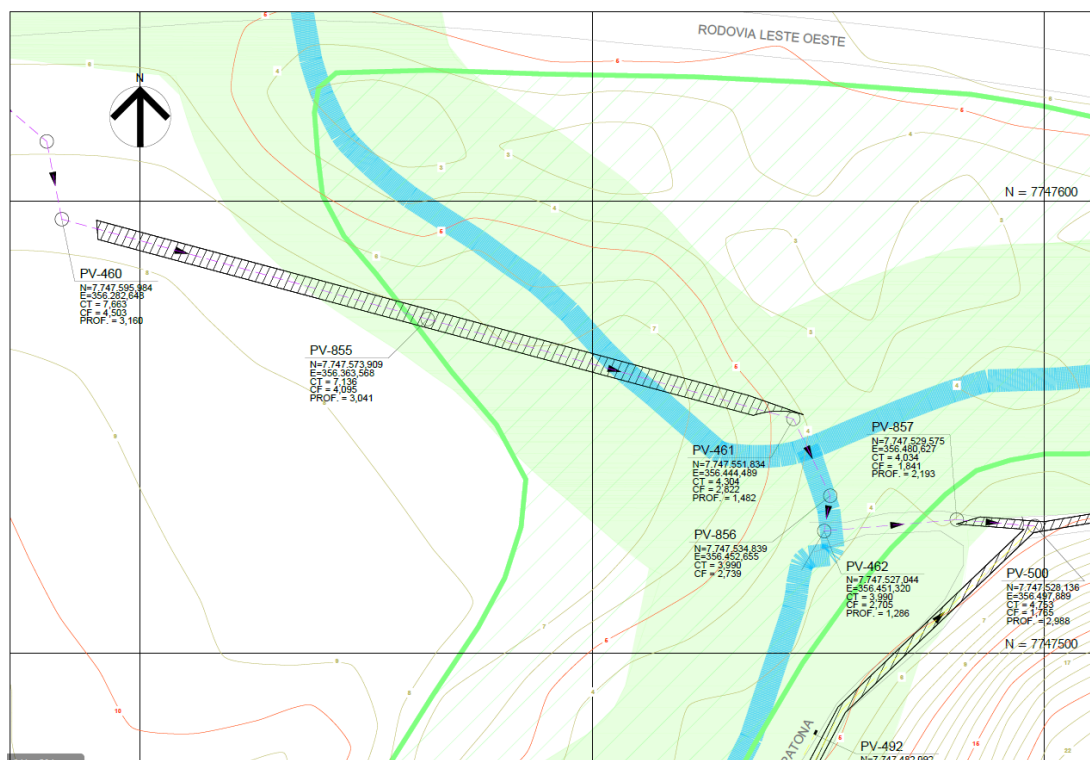 RODOVIA LESTE OESTE
N
N = 7747600
PV-460
N=7.747.595,984
E=356.282,648
CT = 7,663
CF = 4,503
PROF. = 3,160
PV-855
N=7.747.573,909
E=356.363,568
CT = 7,136
CF = 4,095
PROF. = 3,041
PV-461
N=7.747.551,834
E=356.444,489
CT = 4,304
CF = 2,822
PROF. = 1,482
PV-857
N=7.747.529,575
E=356.480,627
CT = 4,034
CF = 1,841
PROF. = 2,193
PV-856
N=7.747.534,839
E=356.452,655
CT = 3,990
CF = 2,739
PV-462
N=7.747.527,044
E=356.451,320
CT = 3,990
CF = 2,705
PROF. = 1,286
PV-500
N=7.747.528,136
E=356.497,889
CT = 4,753
CF = 1,765
PROF. = 2,988
N = 7747500
PV-492
N=7.747.482,092